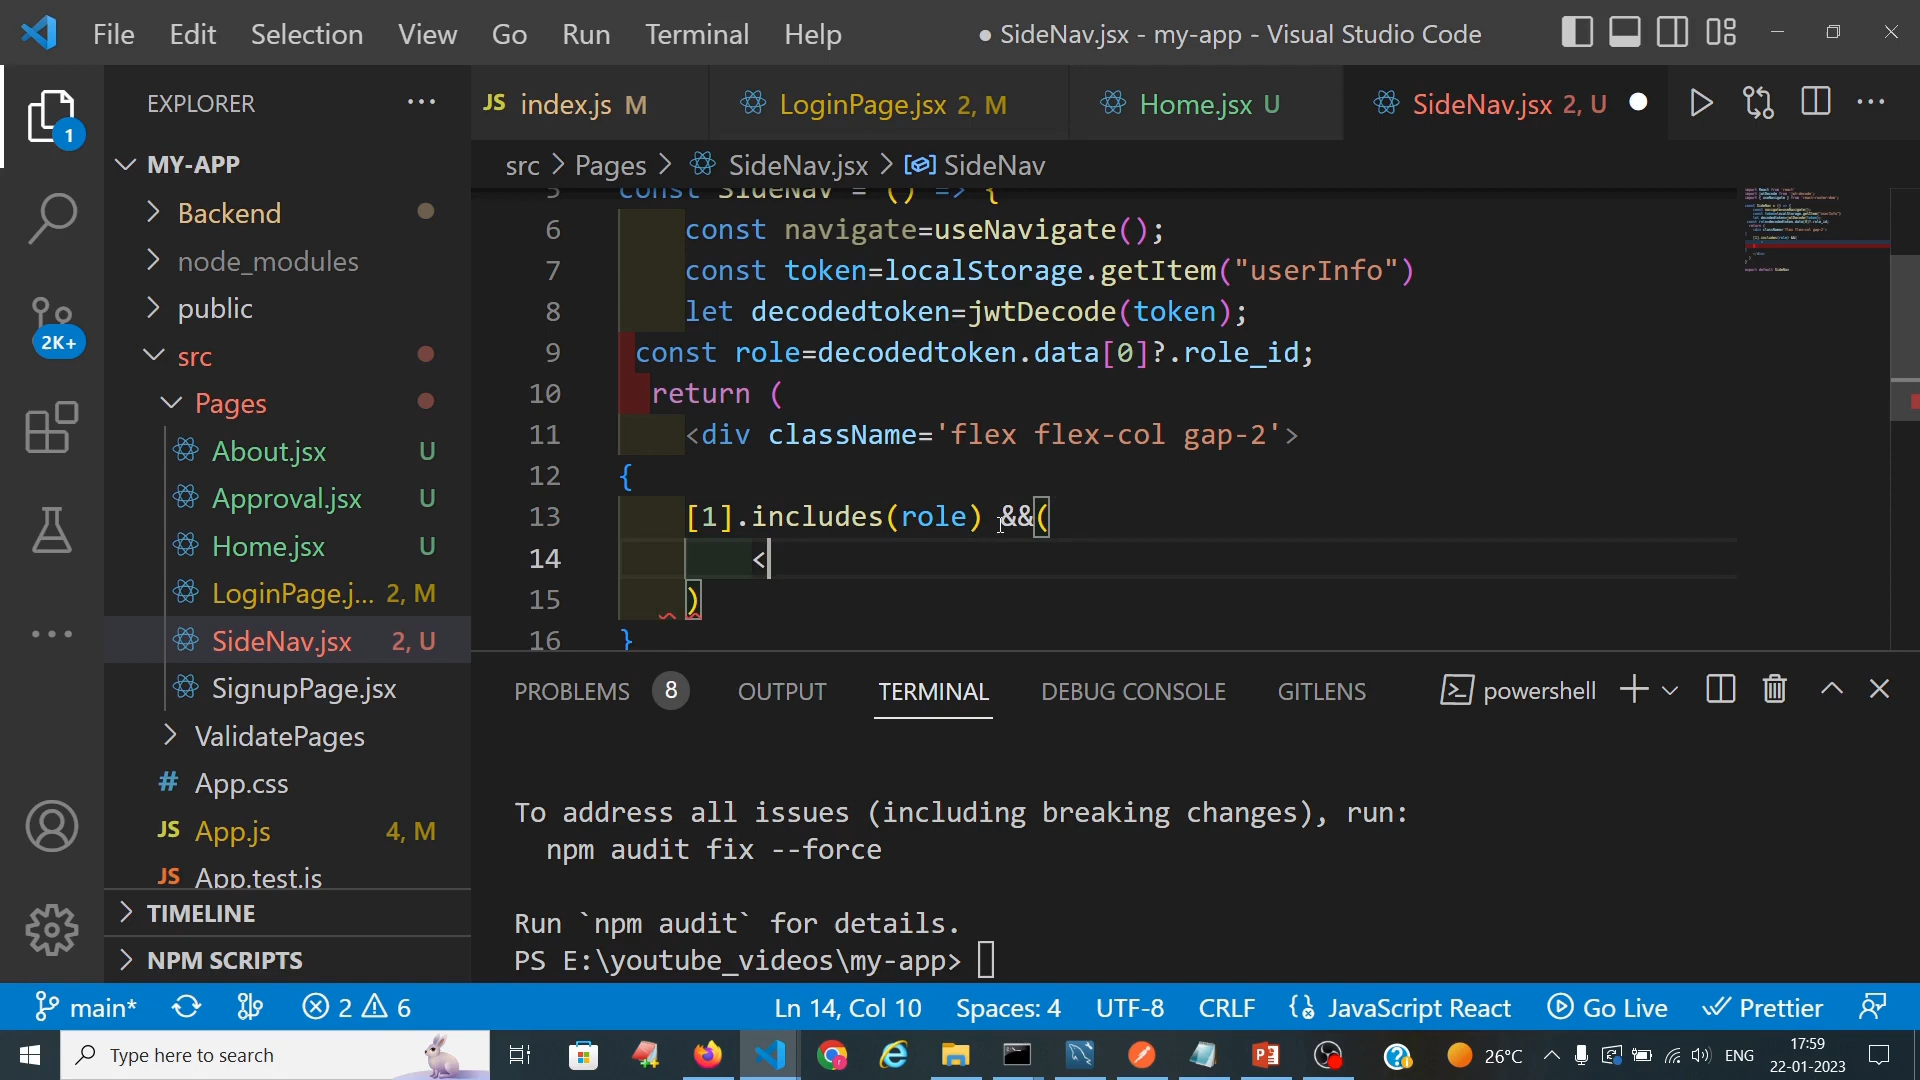 File Edit Selection View Go Run Terminal Help
● SideNav.jsx - my-app - Visual Studio Code
EXPLORER
JS index.js M
LoginPage.jsx 2, M
Home.jsx U
SideNav.jsx 2, U
src > Pages > SideNav.jsx > SideNav
1
MY-APP
Backend
node_modules
public
src
Pages
About.jsx U
Approval.jsx U
Home.jsx U
LoginPage.j... 2, M
SideNav.jsx 2, U
SignupPage.jsx
ValidatePages
# App.css
JS App.js 4, M
JS App.test.js
TIMELINE
NPM SCRIPTS
2K+
5 const SideNav = () => {
6 const navigate=useNavigate();
7 const token=localStorage.getItem("userInfo")
8 let decodedtoken=jwtDecode(token);
9 const role=decodedtoken.data[0]?.role_id;
10 return (
11 <div className='flex flex-col gap-2'>
12 {
13 [1].includes(role) &&(
14 <
15 )
16 }
PROBLEMS 8 OUTPUT TERMINAL DEBUG CONSOLE GITLENS
powershell
To address all issues (including breaking changes), run:
npm audit fix --force
Run `npm audit` for details.
PS E:\youtube_videos\my-app>
main* 2 6
Ln 14, Col 10 Spaces: 4 UTF-8 CRLF JavaScript React Go Live Prettier
Type here to search
26°C ENG
17:59
22-01-2023